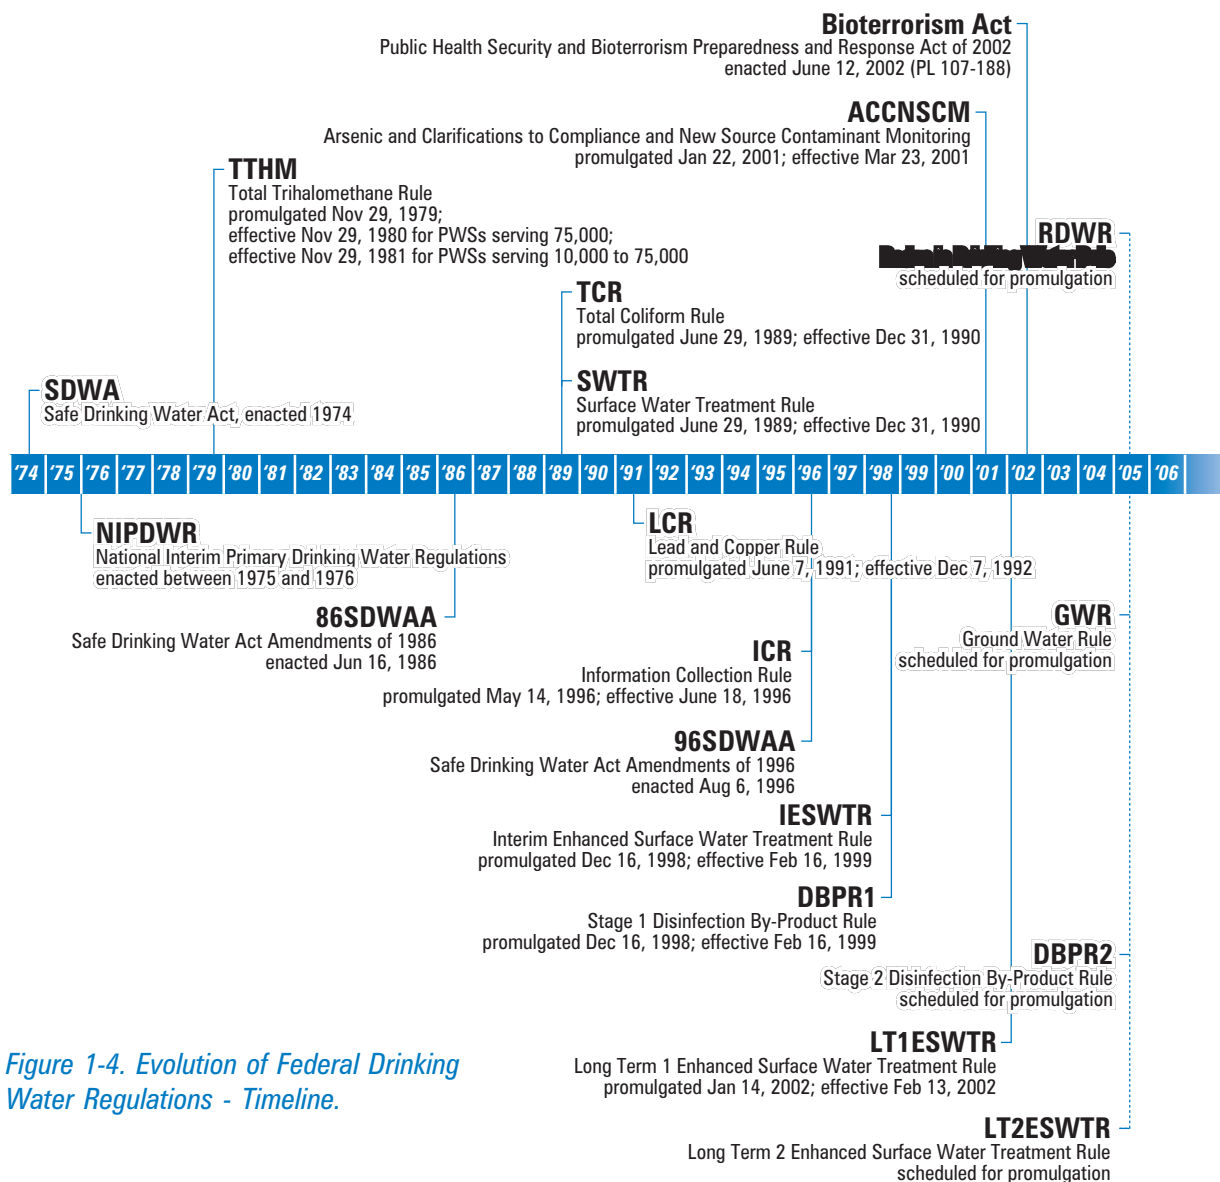 Bioterrorism Act
Public Health Security and Bioterrorism Preparedness and Response Act of 2002
enacted June 12, 2002 (PL 107-188)
ACCNSCM
Arsenic and Clarifications to Compliance and New Source Contaminant Monitoring
promulgated Jan 22, 2001; effective Mar 23, 2001
TTHM
Total Trihalomethane Rule
promulgated Nov 29, 1979;
effective Nov 29, 1980 for PWSs serving 75,000;
effective Nov 29, 1981 for PWSs serving 10,000 to 75,000
RDWR
Drinking Water Rule
scheduled for promulgation
TCR
Total Coliform Rule
promulgated June 29, 1989; effective Dec 31, 1990
SWTR
Surface Water Treatment Rule
promulgated June 29, 1989; effective Dec 31, 1990
SDWA
Safe Drinking Water Act, enacted 1974
'74 '75 '76 '77 '78 '79 '80 '81 '82 '83 '84 '85 '86 '87 '88 '89 '90 '91 '92 '93 '94 '95 '96 '97 '98 '99 '00 '01 '02 '03 '04 '05 '06
NIPDWR
National Interim Primary Drinking Water Regulations
enacted between 1975 and 1976
LCR
Lead and Copper Rule
promulgated June 7, 1991; effective Dec 7, 1992
86SDWAA
Safe Drinking Water Act Amendments of 1986
enacted Jun 16, 1986
GWR
Ground Water Rule
scheduled for promulgation
ICR
Information Collection Rule
promulgated May 14, 1996; effective June 18, 1996
96SDWAA
Safe Drinking Water Act Amendments of 1996
enacted Aug 6, 1996
IESWTR
Interim Enhanced Surface Water Treatment Rule
promulgated Dec 16, 1998; effective Feb 16, 1999
DBPR1
Stage 1 Disinfection By-Product Rule
promulgated Dec 16, 1998; effective Feb 16, 1999
DBPR2
Stage 2 Disinfection By-Product Rule
scheduled for promulgation
LT1ESWTR
Long Term 1 Enhanced Surface Water Treatment Rule
promulgated Jan 14, 2002; effective Feb 13, 2002
LT2ESWTR
Long Term 2 Enhanced Surface Water Treatment Rule
scheduled for promulgation
Figure 1-4. Evolution of Federal Drinking
Water Regulations - Timeline.